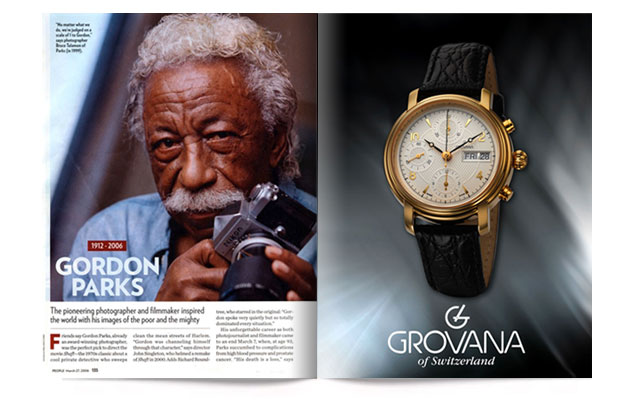 "No matter what we
do, we're judged on a
scale of 1 to Gordon,"
says photographer
Bruce Talamon of
Parks (in 1999).
1912 - 2006
GORDON
PARKS
The pioneering photographer and filmmaker inspired
the world with his images of the poor and the mighty
Friends say Gordon Parks, already
an award-winning photographer,
was the perfect pick to direct the
movie Shaft—the 1970s classic about a
cool private detective who sweeps
clean the mean streets of Harlem.
"Gordon was channeling himself
through that character," says director
John Singleton, who helmed a remake
of Shaft in 2000. Adds Richard Round-
tree, who starred in the original: "Gor-
don spoke very quietly but so totally
dominated every situation."
His unforgettable career as both
photojournalist and filmmaker came
to an end March 7, when, at age 93,
Parks succumbed to complications
from high blood pressure and prostate
cancer. "His death is a loss," says
PEOPLE March 27, 2006
GROVANA
FRI 28
GROVANA
of Switzerland